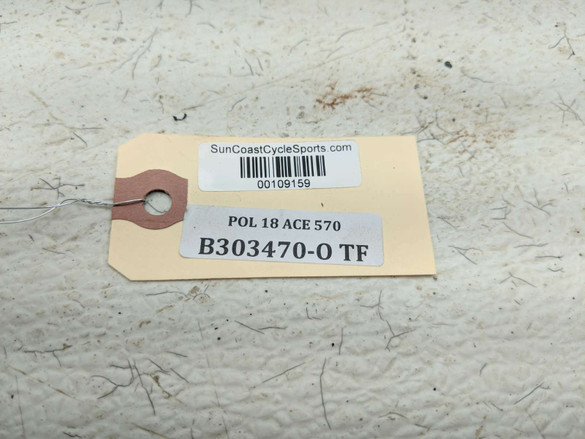 SunCoastCycleSports.com
00109159
POL 18 ACE 570
B303470-O TF